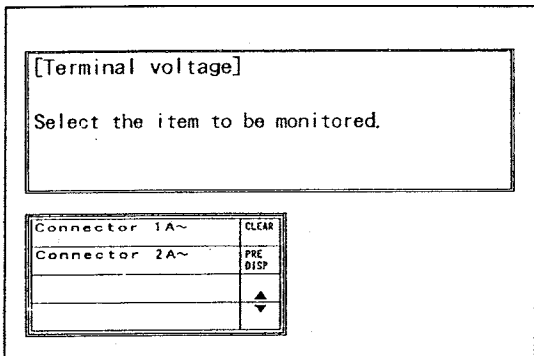 [Terminal voltage]
Select the item to be monitored.
Connector 1A~
CLEAR
Connector 2A~
PRE
DISP